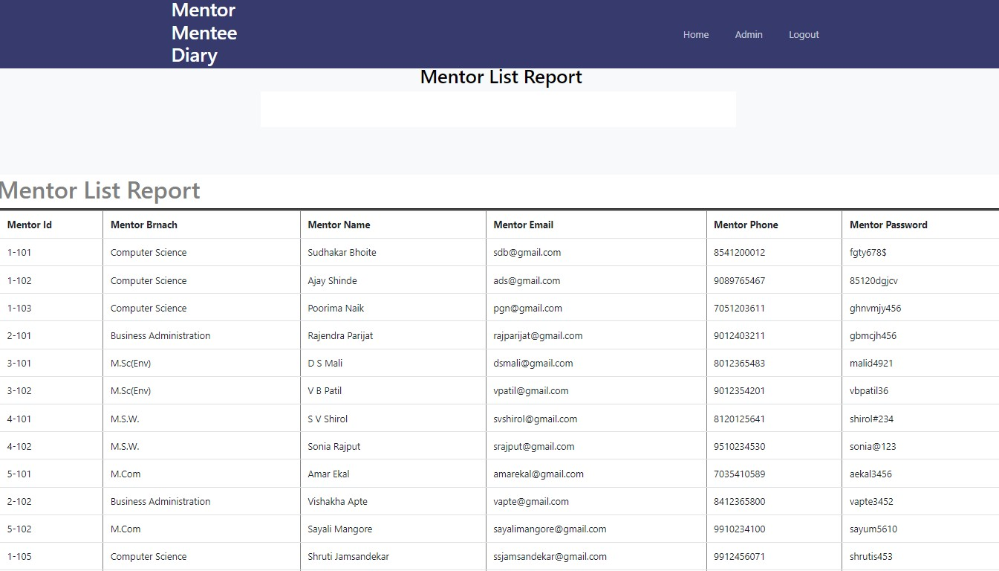 Mentor
Mentee
Diary
Home Admin Logout
Mentor List Report
Mentor List Report
Mentor Id Mentor Brnach Mentor Name Mentor Email Mentor Phone Mentor Password
1-101 Computer Science Sudhakar Bhoite sdb@gmail.com 8541200012 fgty678$
1-102 Computer Science Ajay Shinde ads@gmail.com 9089765467 85120dgjcv
1-103 Computer Science Poorima Naik pgn@gmail.com 7051203611 ghnvmjy456
2-101 Business Administration Rajendra Parijat rajparijat@gmail.com 9012403211 gbmcjh456
3-101 M.Sc(Env) D S Mali dsmali@gmail.com 8012365483 malid4921
3-102 M.Sc(Env) V B Patil vpatil@gmail.com 9012354201 vbpatil36
4-101 M.S.W. S V Shirol svshirol@gmail.com 8120125641 shirol#234
4-102 M.S.W. Sonia Rajput srajput@gmail.com 9510234530 sonia@123
5-101 M.Com Amar Ekal amarekal@gmail.com 7035410589 aekal3456
2-102 Business Administration Vishakha Apte vapte@gmail.com 8412365800 vapte3452
5-102 M.Com Sayali Mangore sayalimangore@gmail.com 9910234100 sayum5610
1-105 Computer Science Shruti Jamsandekar ssjamsandekar@gmail.com 9912456071 shrutis453